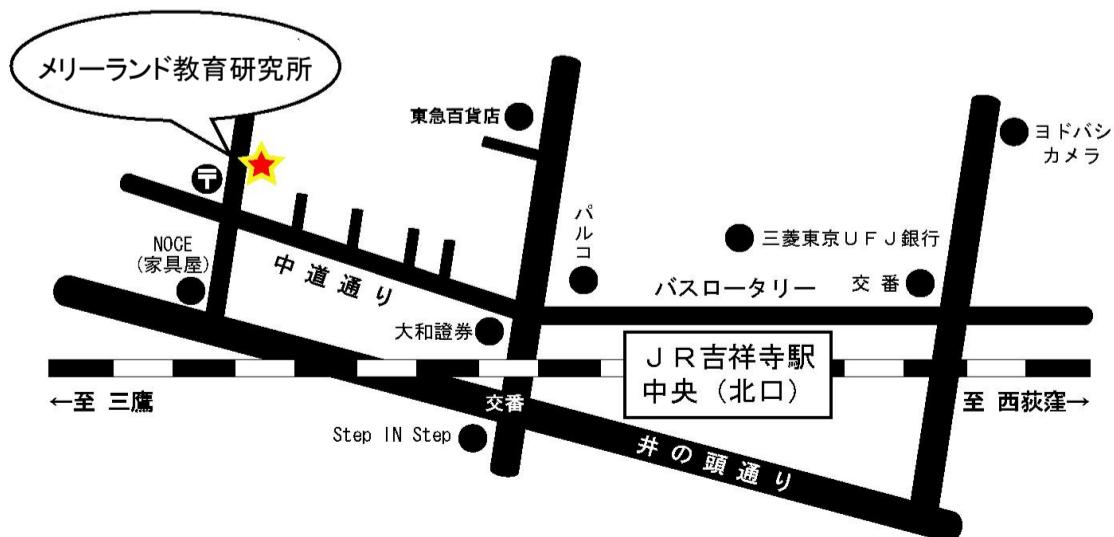 メリーランド教育研究所
東急百貨店
ヨドバシ
カメラ
〒
パルコ
三菱東京UFJ銀行
NOCE
(家具屋)
中道通り
交番
バスロータリー
大和證券
JR吉祥寺駅
中央(北口)
←至 三鷹
交番
至 西荻窪→
Step IN Step
井の頭通り